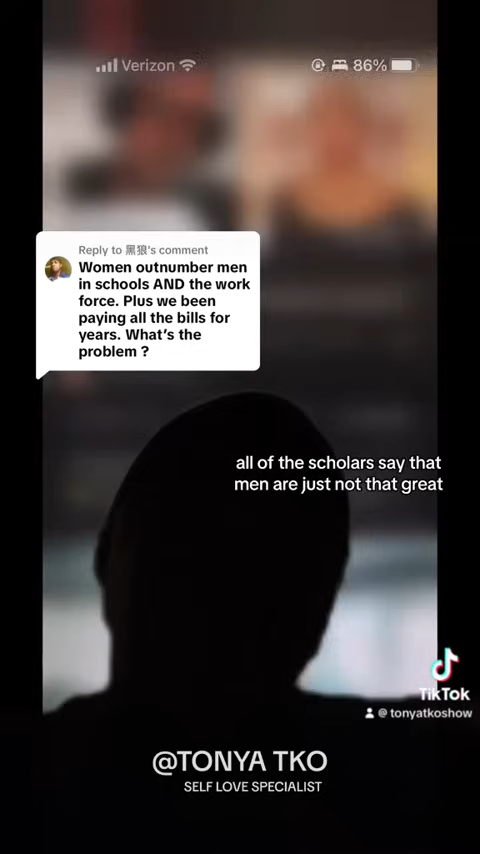 Verizon 86%
Reply to 黑狼's comment
Women outnumber men
in schools AND the work
force. Plus we been
paying all the bills for
years. What's the
problem ?
all of the scholars say that
men are just not that great
TikTok
@ tonyatkoshow
@TONYA TKO
SELF LOVE SPECIALIST